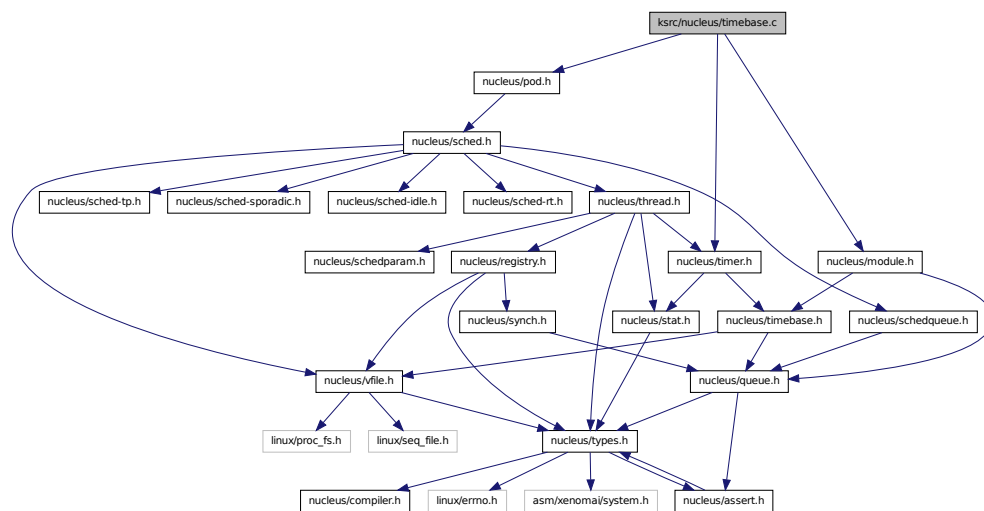 ksrc/nucleus/timebase.c
nucleus/pod.h
nucleus/sched.h
nucleus/sched-tp.h
nucleus/sched-sporadic.h
nucleus/sched-idle.h
nucleus/sched-rt.h
nucleus/thread.h
nucleus/schedparam.h
nucleus/registry.h
nucleus/timer.h
nucleus/module.h
nucleus/synch.h
nucleus/stat.h
nucleus/timebase.h
nucleus/schedqueue.h
nucleus/vfile.h
nucleus/queue.h
linux/proc_fs.h
linux/seq_file.h
nucleus/types.h
nucleus/compiler.h
linux/errno.h
asm/xenomai/system.h
nucleus/assert.h